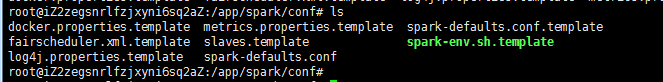 root@iZ2zegsnrlfzjxyni6sq2aZ:/app/spark/conf# ls
docker.properties.template metrics.properties.template spark-defaults.conf.template
fairscheduler.xml.template slaves.template spark-env.sh.template
log4j.properties.template spark-defaults.conf
root@iZ2zegsnrlfzjxyni6sq2aZ:/app/spark/conf#